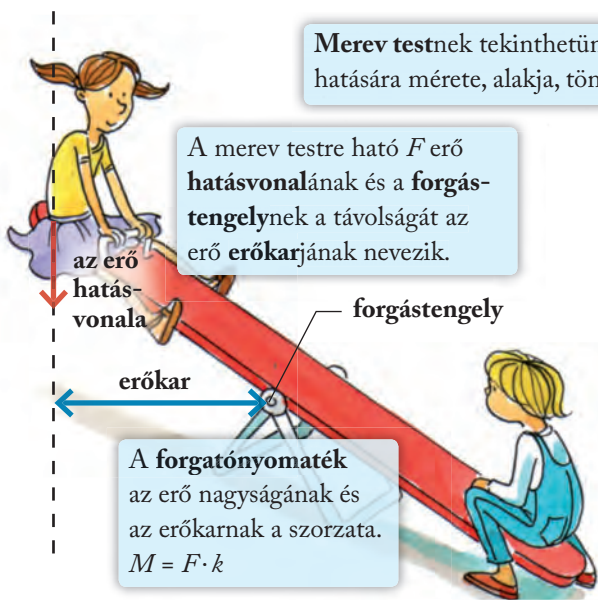 Merev testnek tekinthetün
hatására mérete, alakja, töm
A merev testre ható F erő
hatásvonalának és a forgás-
tengelynek a távolságát az
erő erőkarjának nevezik.
az erő
hatás-
vonala
forgástengely
erőkar
A forgatónyomaték
az erő nagyságának és
az erőkarnak a szorzata.
M = F · k